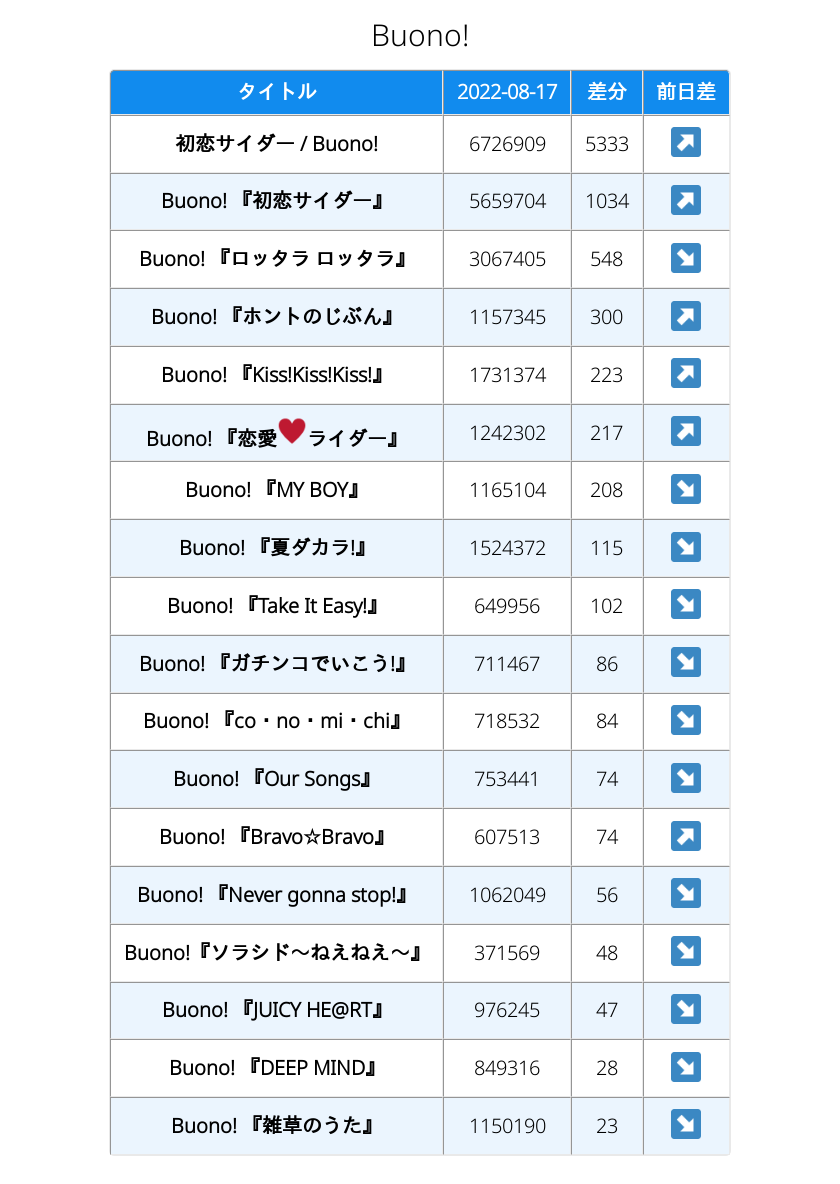 Buono!
タイトル 2022-08-17 差分 前日差
初恋サイダー / Buono! 6726909 5333 ↗
Buono! 『初恋サイダー』 5659704 1034 ↗
Buono! 『ロッタラ ロッタラ』 3067405 548 ↘
Buono! 『ホントのじぶん』 1157345 300 ↗
Buono! 『Kiss!Kiss!Kiss!』 1731374 223 ↗
Buono! 『恋愛♥ライダー』 1242302 217 ↗
Buono! 『MY BOY』 1165104 208 ↘
Buono! 『夏ダカラ!』 1524372 115 ↘
Buono! 『Take It Easy!』 649956 102 ↘
Buono! 『ガチンコでいこう!』 711467 86 ↘
Buono! 『co・no・mi・chi』 718532 84 ↘
Buono! 『Our Songs』 753441 74 ↘
Buono! 『Bravo☆Bravo』 607513 74 ↗
Buono! 『Never gonna stop!』 1062049 56 ↘
Buono!『ソラシド〜ねえねえ〜』 371569 48 ↘
Buono! 『JUICY HE@RT』 976245 47 ↘
Buono! 『DEEP MIND』 849316 28 ↘
Buono! 『雑草のうた』 1150190 23 ↘